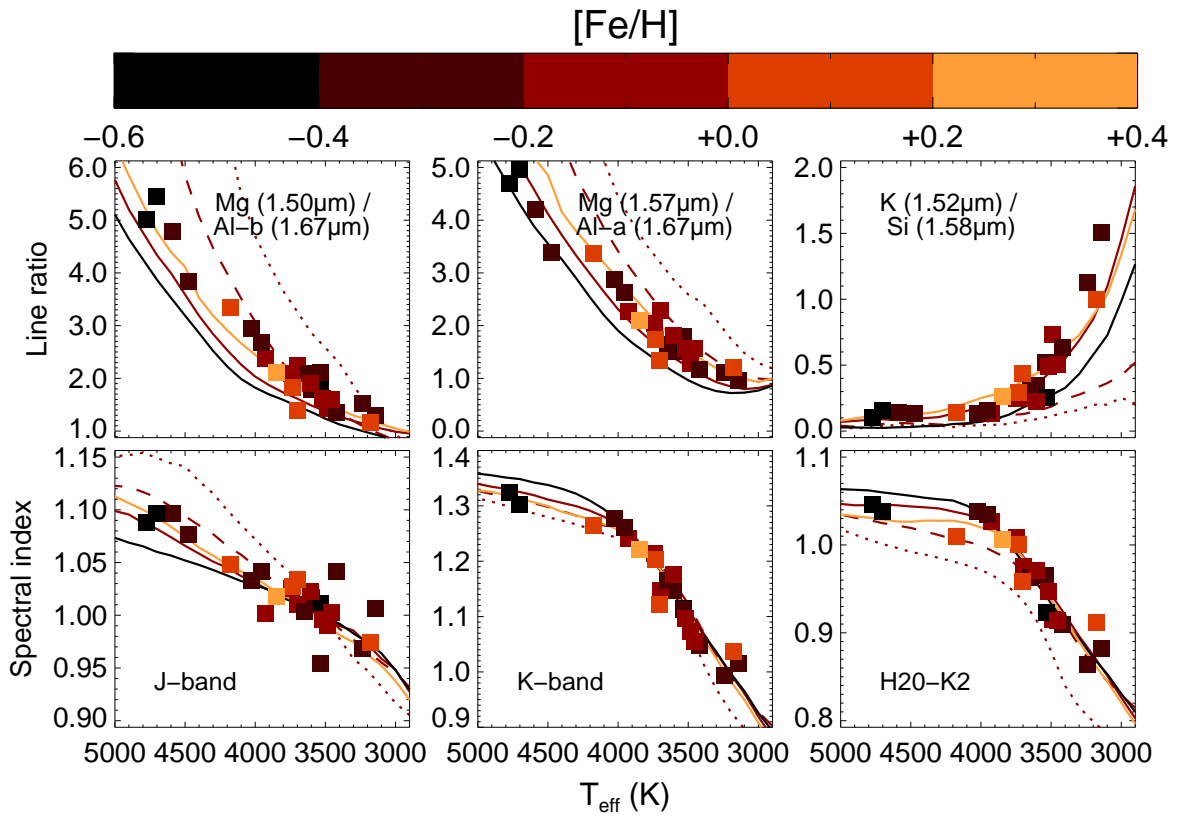 [Fe/H]
−0.6 −0.4 −0.2 +0.0 +0.2 +0.4
6.0
5.0
4.0
3.0
2.0
1.0
Line ratio
Mg (1.50μm) /
Al−b (1.67μm)
5.0
4.0
3.0
2.0
1.0
0.0
Mg (1.57μm) /
Al−a (1.67μm)
2.0
1.5
1.0
0.5
0.0
K (1.52μm) /
Si (1.58μm)
1.15
1.10
1.05
1.00
0.95
0.90
Spectral index
J−band
1.4
1.3
1.2
1.1
1.0
0.9
K−band
1.1
1.0
0.9
0.8
H20−K2
5000 4500 4000 3500 3000
5000 4500 4000 3500 3000
5000 4500 4000 3500 3000
Teff (K)